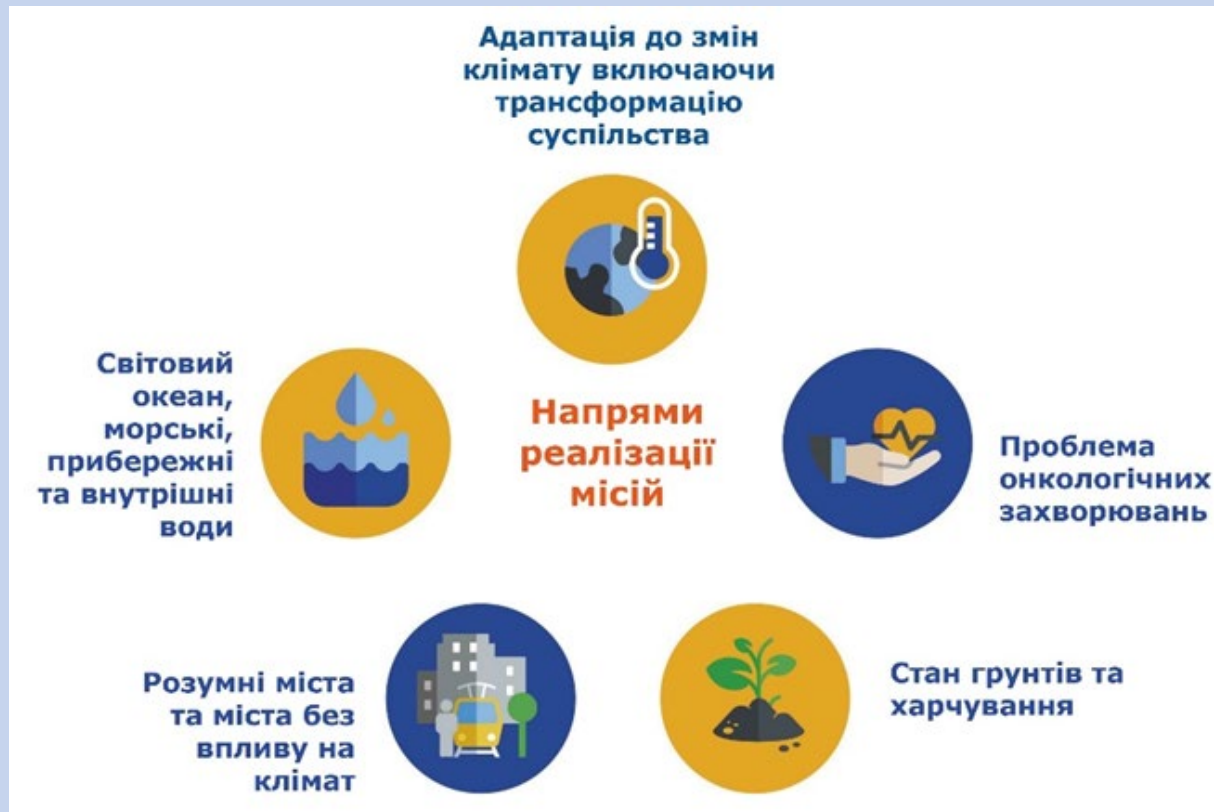 Адаптація до змін
клімату включаючи
трансформацію
суспільства
Світовий
океан,
морські,
прибережні
та внутрішні
води
Напрями
реалізації
місій
Проблема
онкологічних
захворювань
Розумні міста
та міста без
впливу на
клімат
Стан грунтів та
харчування